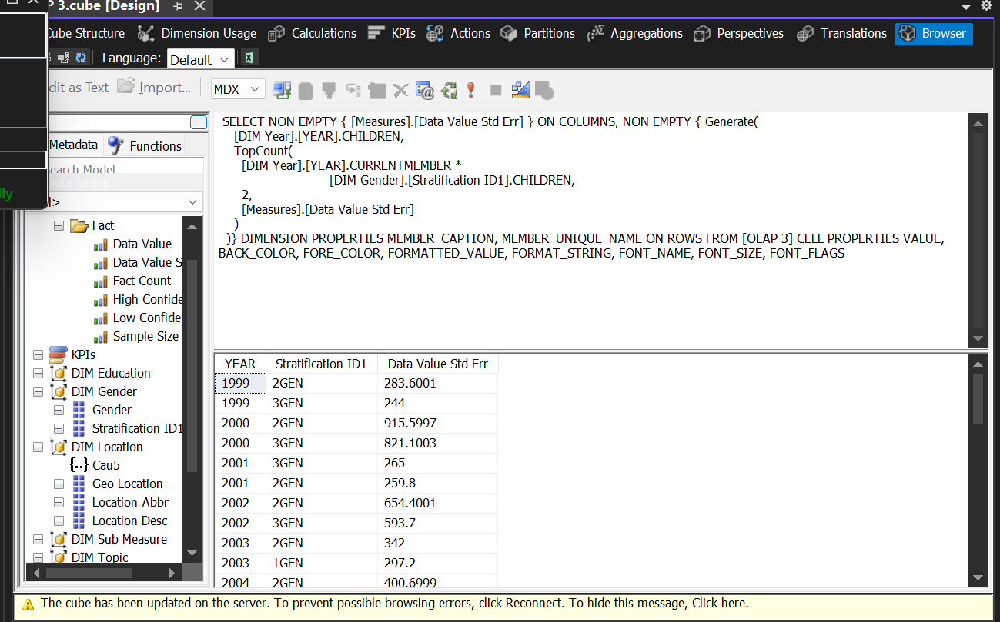 3.cube [Design]
Cube Structure Dimension Usage Calculations KPIs Actions Partitions Aggregations Perspectives Translations Browser
Language: Default
dit as Text Import... MDX
Metadata Functions
Search Model
sure Group:
l>
lly
Fact
Data Value
Data Value S
Fact Count
High Confide
Low Confide
Sample Size
KPIs
DIM Education
DIM Gender
Gender
Stratification ID1
DIM Location
Cau5
Geo Location
Location Abbr
Location Desc
DIM Sub Measure
DIM Topic
SELECT NON EMPTY { [Measures].[Data Value Std Err] } ON COLUMNS, NON EMPTY { Generate(
[DIM Year].[YEAR].CHILDREN,
TopCount(
[DIM Year].[YEAR].CURRENTMEMBER *
[DIM Gender].[Stratification ID1].CHILDREN,
2,
[Measures].[Data Value Std Err]
)
)} DIMENSION PROPERTIES MEMBER_CAPTION, MEMBER_UNIQUE_NAME ON ROWS FROM [OLAP 3] CELL PROPERTIES VALUE,
BACK_COLOR, FORE_COLOR, FORMATTED_VALUE, FORMAT_STRING, FONT_NAME, FONT_SIZE, FONT_FLAGS
YEAR Stratification ID1 Data Value Std Err
1999 2GEN 283.6001
1999 3GEN 244
2000 2GEN 915.5997
2000 3GEN 821.1003
2001 3GEN 265
2001 2GEN 259.8
2002 2GEN 654.4001
2002 3GEN 593.7
2003 2GEN 342
2003 1GEN 297.2
2004 2GEN 400.6999
The cube has been updated on the server. To prevent possible browsing errors, click Reconnect. To hide this message, Click here.